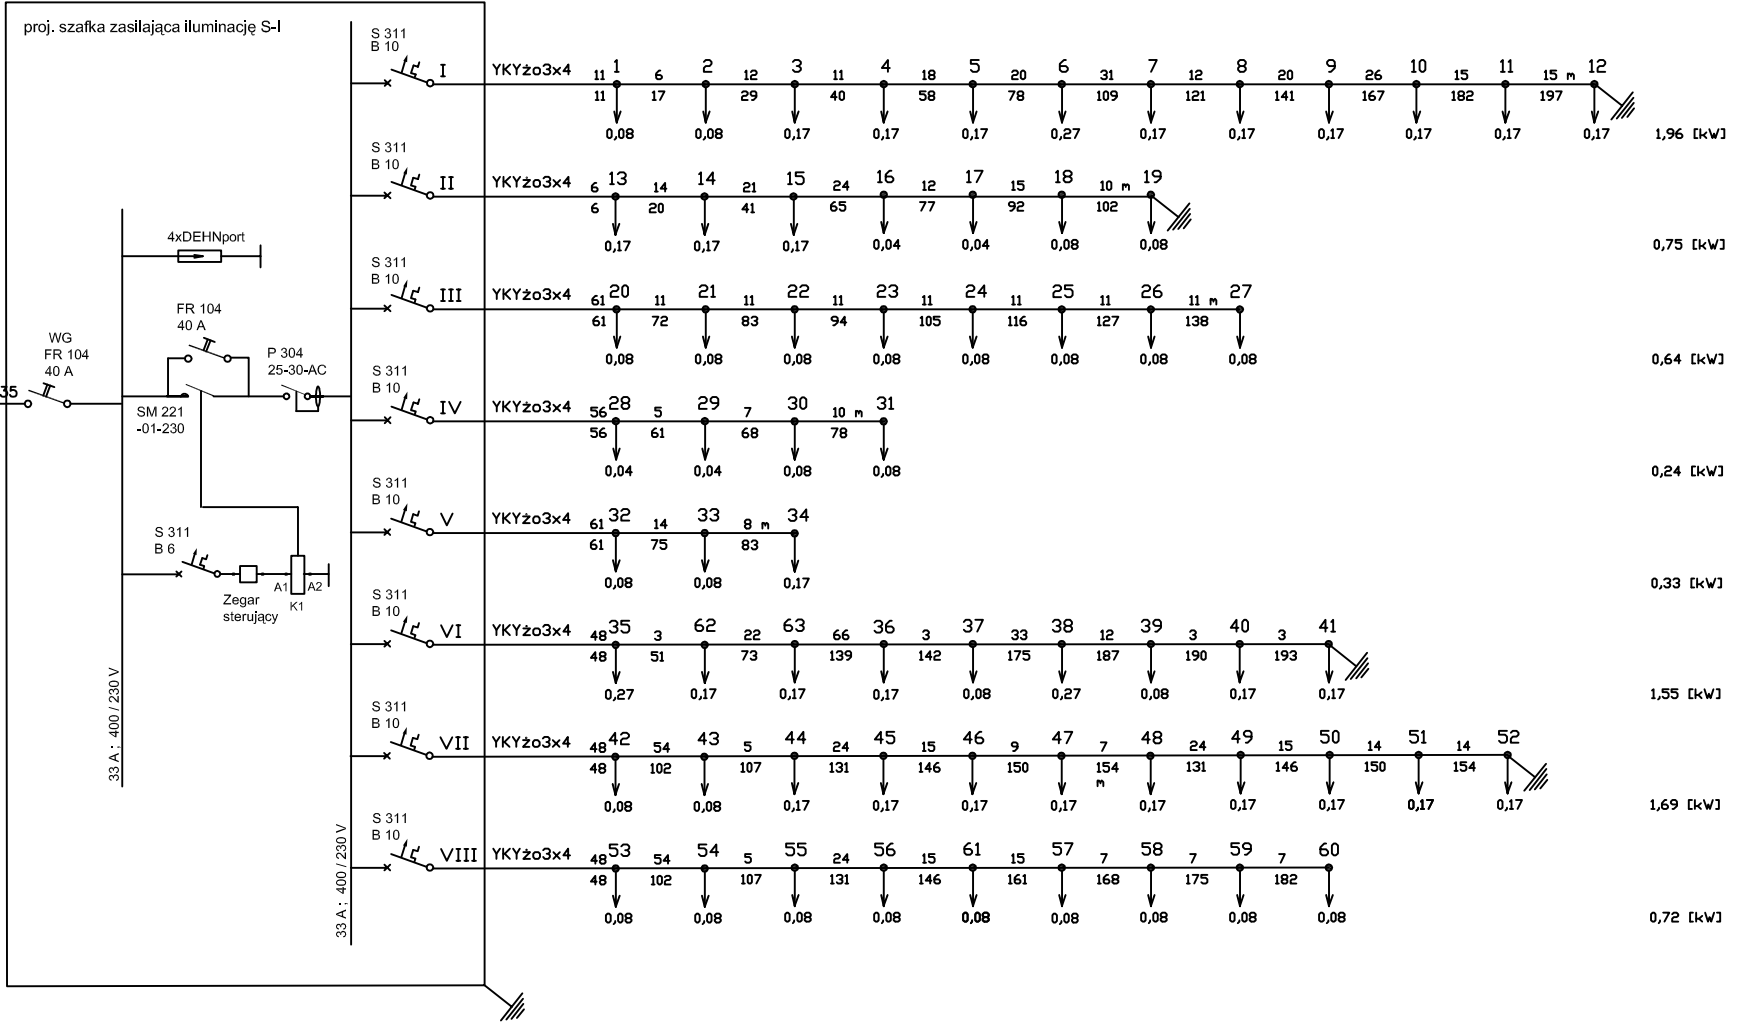 proj. szafka zasilająca iluminację S-I
4xDEHNport
FR 104
40 A
WG
FR 104
40 A
35
P 304
25-30-AC
SM 221
-01-230
S 311
B 6
A1 A2
K1
Zegar
sterujący
33 A ; 400 / 230 V
33 A ; 400 / 230 V
S 311
B 10
I YKYżo3x4
1 2 3 4 5 6 7 8 9 10 11 12
11 6 12 11 18 20 31 12 20 26 15 15 m
11 17 29 40 58 78 109 121 141 167 182 197
0,08 0,08 0,17 0,17 0,17 0,27 0,17 0,17 0,17 0,17 0,17 0,17 1,96 [kW]
S 311
B 10
II YKYżo3x4
13 14 15 16 17 18 19
6 14 21 24 12 15 10 m
6 20 41 65 77 92 102
0,17 0,17 0,17 0,04 0,04 0,08 0,08 0,75 [kW]
S 311
B 10
III YKYżo3x4
20 21 22 23 24 25 26 27
61 11 11 11 11 11 11 11 m
61 72 83 94 105 116 127 138
0,08 0,08 0,08 0,08 0,08 0,08 0,08 0,08 0,64 [kW]
S 311
B 10
IV YKYżo3x4
28 29 30 31
56 5 7 10 m
56 61 68 78
0,04 0,04 0,08 0,08 0,24 [kW]
S 311
B 10
V YKYżo3x4
32 33 34
61 14 8 m
61 75 83
0,08 0,08 0,17 0,33 [kW]
S 311
B 10
VI YKYżo3x4
35 62 63 36 37 38 39 40 41
48 3 22 66 3 33 12 3 3
48 51 73 139 142 175 187 190 193
0,27 0,17 0,17 0,17 0,08 0,27 0,08 0,17 0,17 1,55 [kW]
S 311
B 10
VII YKYżo3x4
42 43 44 45 46 47 48 49 50 51 52
48 54 5 24 15 9 7 24 15 14 14
48 102 107 131 146 150 154 131 146 150 154
m
0,08 0,08 0,17 0,17 0,17 0,17 0,17 0,17 0,17 0,17 0,17 1,69 [kW]
S 311
B 10
VIII YKYżo3x4
53 54 55 56 61 57 58 59 60
48 54 5 24 15 15 7 7 7
48 102 107 131 146 161 168 175 182
0,08 0,08 0,08 0,08 0,08 0,08 0,08 0,08 0,08 0,72 [kW]